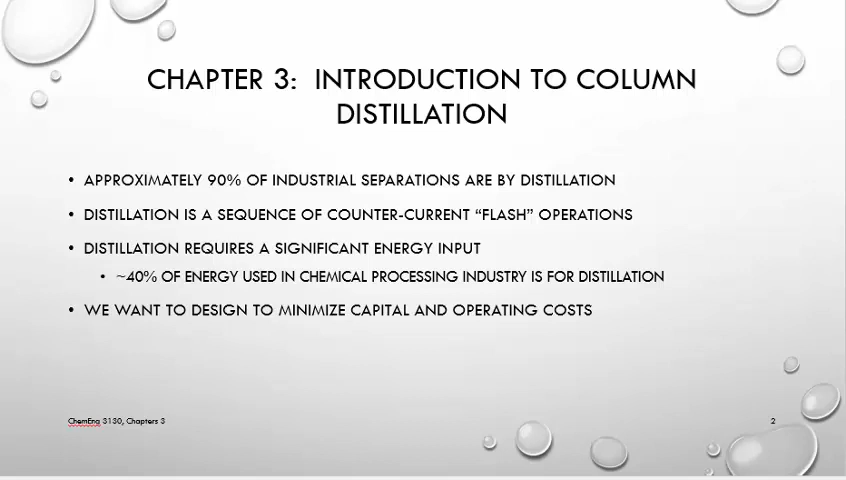 CHAPTER 3: INTRODUCTION TO COLUMN
DISTILLATION
• APPROXIMATELY 90% OF INDUSTRIAL SEPARATIONS ARE BY DISTILLATION
• DISTILLATION IS A SEQUENCE OF COUNTER-CURRENT “FLASH” OPERATIONS
• DISTILLATION REQUIRES A SIGNIFICANT ENERGY INPUT
• ~40% OF ENERGY USED IN CHEMICAL PROCESSING INDUSTRY IS FOR DISTILLATION
• WE WANT TO DESIGN TO MINIMIZE CAPITAL AND OPERATING COSTS
ChemEng 3130, Chapters 3
2